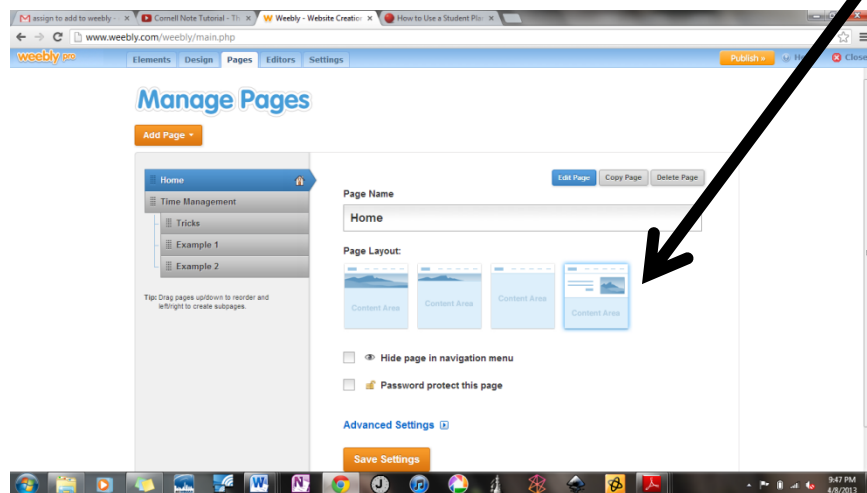 assign to add to weebly -
Cornell Note Tutorial - Th
Weebly - Website Creation
How to Use a Student Plan
www.weebly.com/weebly/main.php
weebly pro
Elements Design Pages Editors Settings
Publish »
Close
Manage Pages
Add Page
Home
Time Management
Tricks
Example 1
Example 2
Tip: Drag pages up/down to reorder and
left/right to create subpages.
Edit Page Copy Page Delete Page
Page Name
Home
Page Layout:
Content Area Content Area Content Area Content Area
Hide page in navigation menu
Password protect this page
Advanced Settings
Save Settings
9:47 PM
4/8/2013